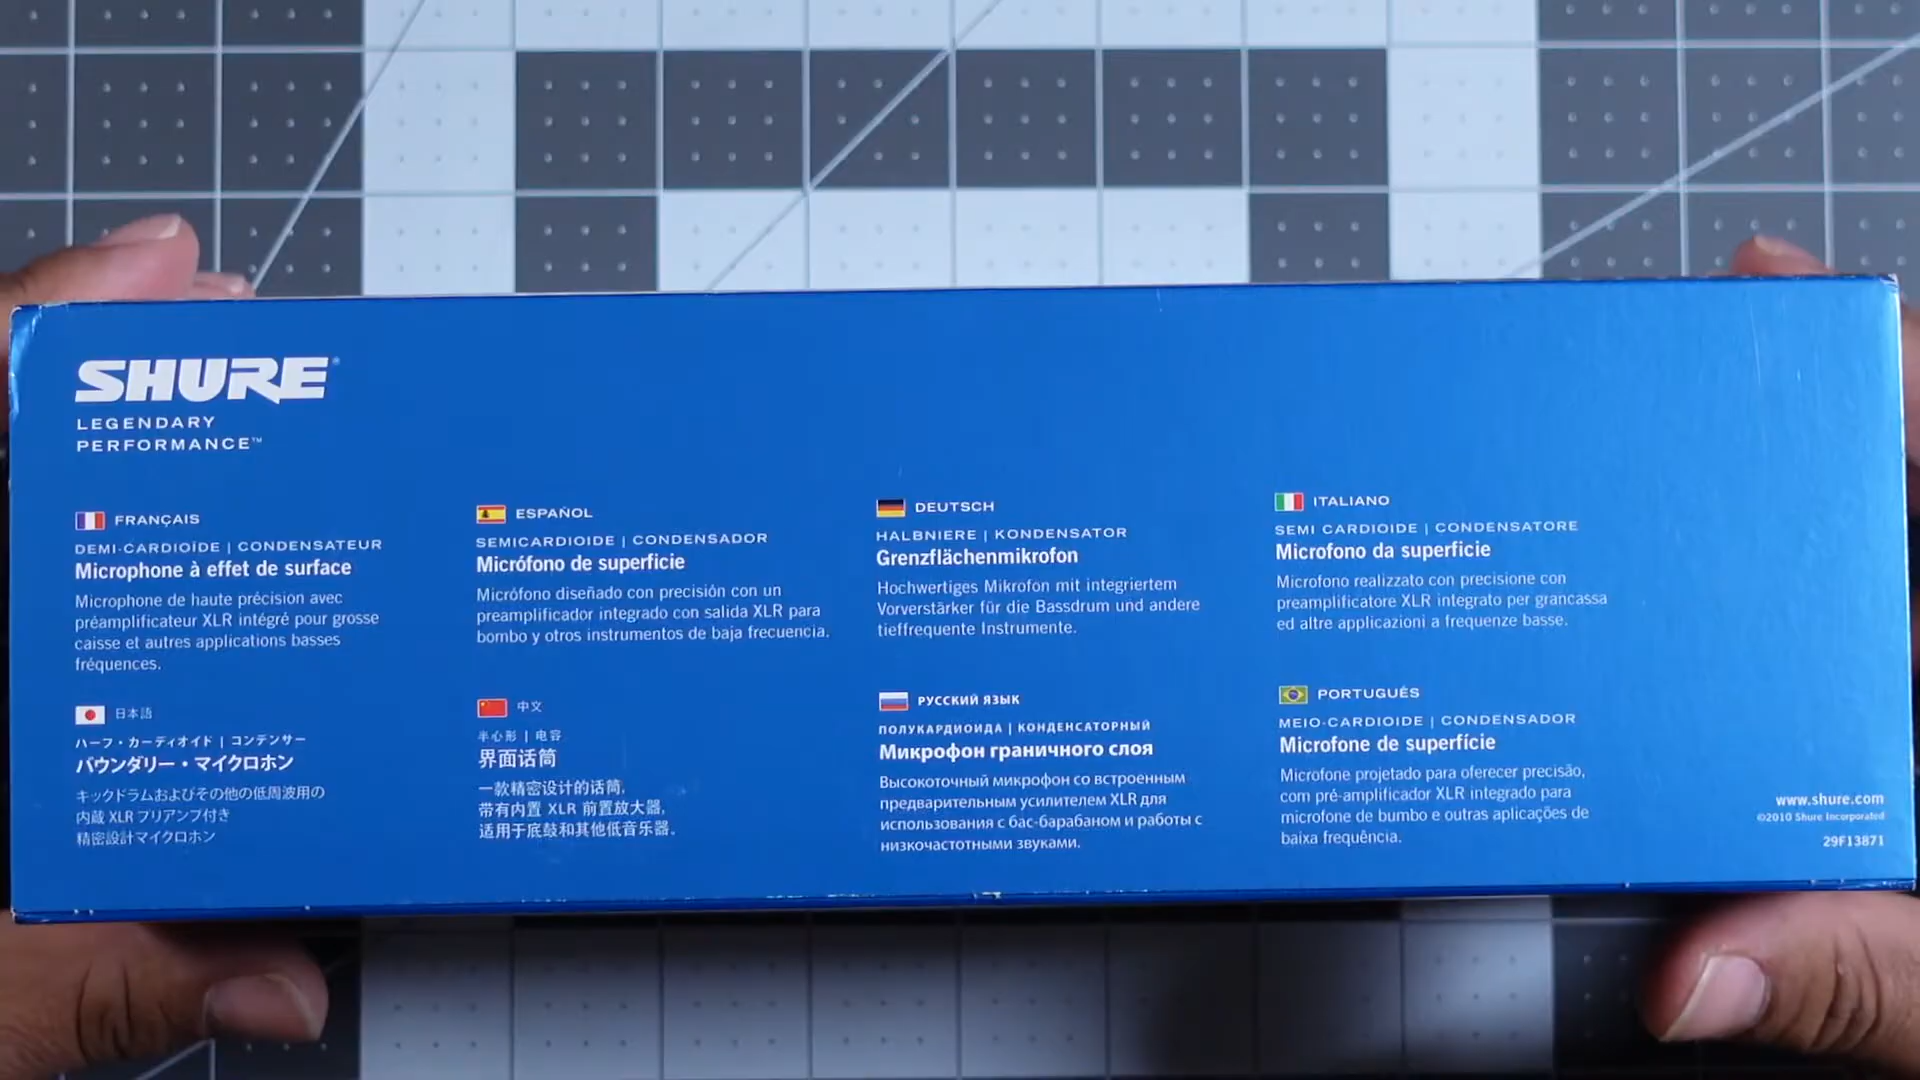 SHURE®
LEGENDARY
PERFORMANCE™
FRANÇAIS
DEMI-CARDIOÏDE | CONDENSATEUR
Microphone à effet de surface
Microphone de haute précision avec
préamplificateur XLR intégré pour grosse
caisse et autres applications basses
fréquences.
ESPAÑOL
SEMICARDIOIDE | CONDENSADOR
Micrófono de superficie
Micrófono diseñado con precisión con un
preamplificador integrado con salida XLR para
bombo y otros instrumentos de baja frecuencia.
DEUTSCH
HALBNIERE | KONDENSATOR
Grenzflächenmikrofon
Hochwertiges Mikrofon mit integriertem
Vorverstärker für die Bassdrum und andere
tieffrequente Instrumente.
ITALIANO
SEMI CARDIOIDE | CONDENSATORE
Microfono da superficie
Microfono realizzato con precisione con
preamplificatore XLR integrato per grancassa
ed altre applicazioni a frequenze basse.
日本語
ハーフ・カーディオイド | コンデンサー
バウンダリー・マイクロホン
キックドラムおよびその他の低周波用の
内蔵 XLR プリアンプ付き
精密設計マイクロホン
中文
半心形 | 电容
界面话筒
一款精密设计的话筒,
带有内置 XLR 前置放大器,
适用于底鼓和其他低音乐器。
РУССКИЙ ЯЗЫК
ПОЛУКАРДИОИДА | КОНДЕНСАТОРНЫЙ
Микрофон граничного слоя
Высокоточный микрофон со встроенным
предварительным усилителем XLR для
использования с бас-барабаном и работы с
низкочастотными звуками.
PORTUGUÊS
MEIO-CARDIOIDE | CONDENSADOR
Microfone de superfície
Microfone projetado para oferecer precisão,
com pré-amplificador XLR integrado para
microfone de bumbo e outras aplicações de
baixa frequência.
www.shure.com
©2010 Shure Incorporated
29F13871